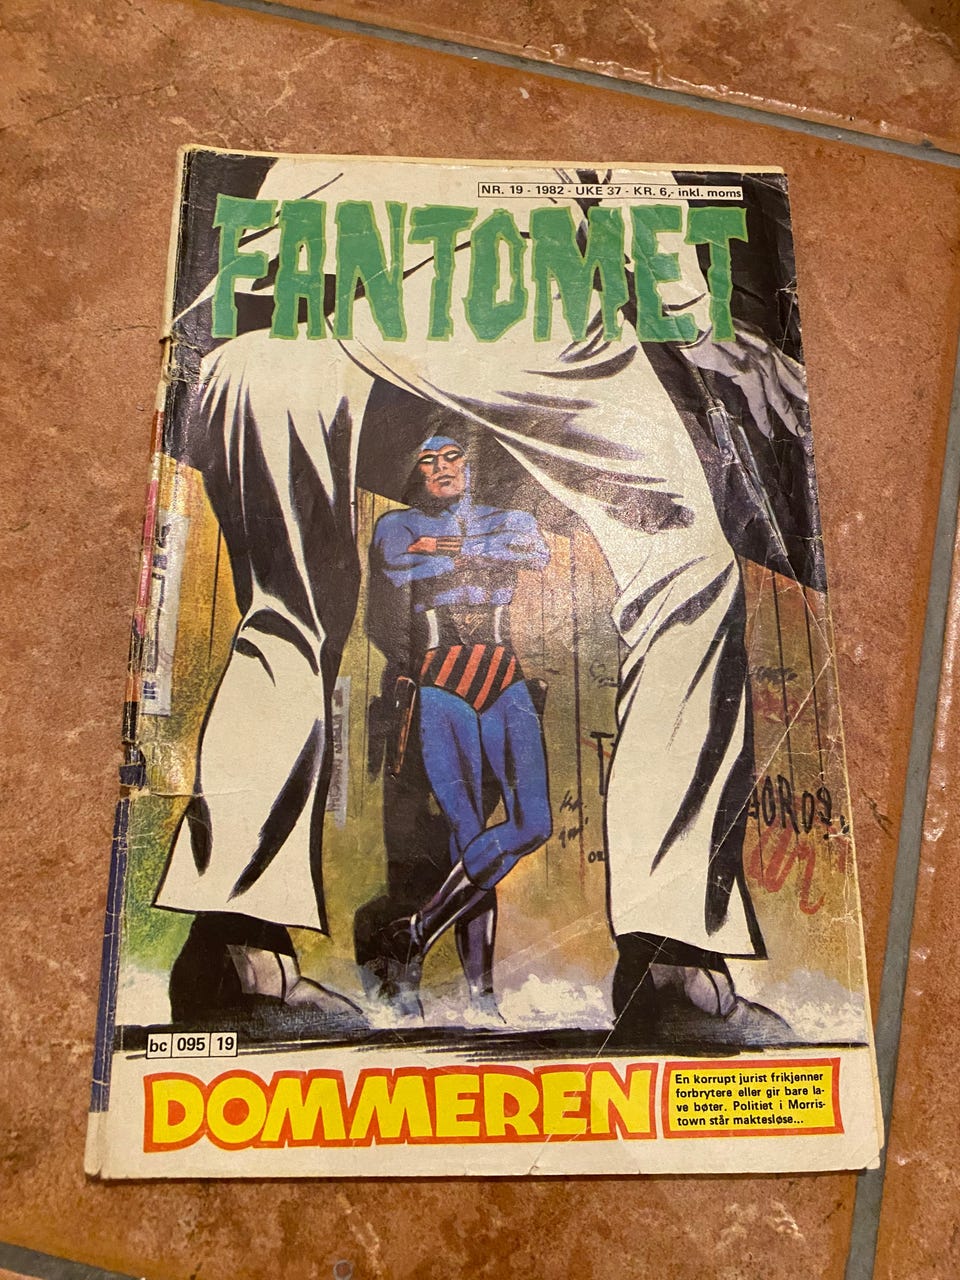 NR. 19 - 1982 - UKE 37 - KR. 6,- inkl. moms
FANTOMET
bc 095 19
DOMMEREN
En korrupt jurist frikjenner
forbrytere eller gir bare la-
ve bøter. Politiet i Morris-
town står maktesløse...